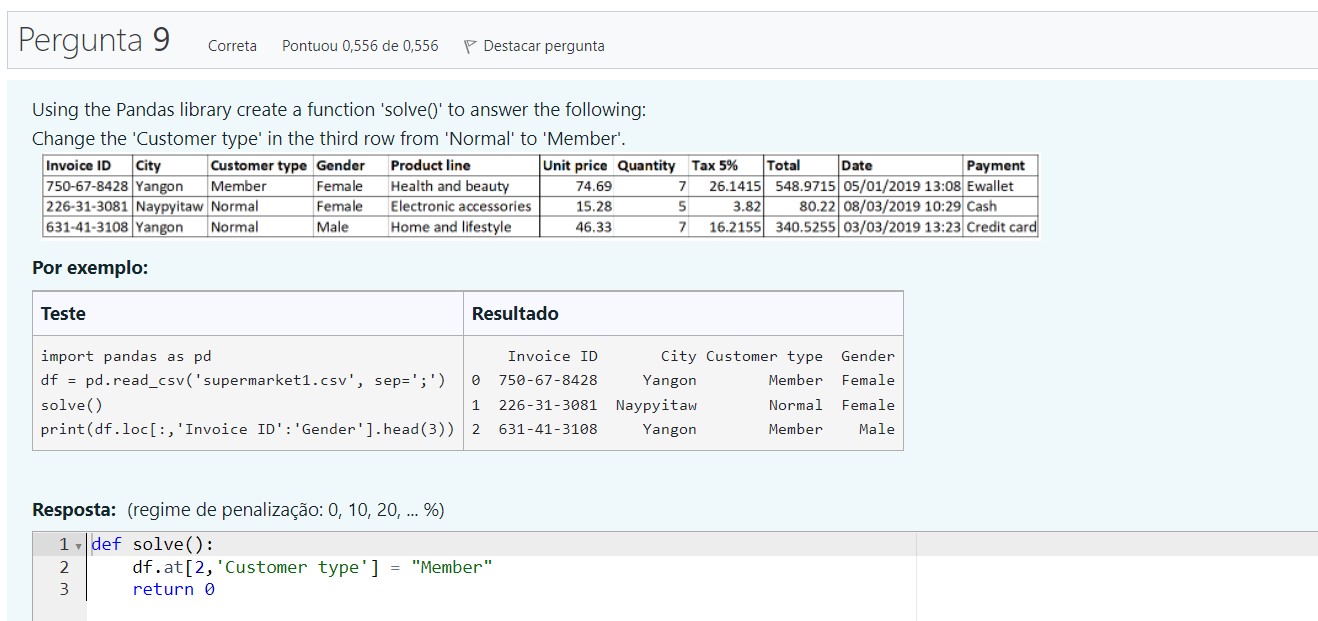 Pergunta 9 Correta Pontuou 0,556 de 0,556 Destacar pergunta
Using the Pandas library create a function 'solve()' to answer the following:
Change the 'Customer type' in the third row from 'Normal' to 'Member'.
Invoice ID City Customer type Gender Product line Unit price Quantity Tax 5% Total Date Payment
750-67-8428 Yangon Member Female Health and beauty 74.69 7 26.1415 548.9715 05/01/2019 13:08 Ewallet
226-31-3081 Naypyitaw Normal Female Electronic accessories 15.28 5 3.82 80.22 08/03/2019 10:29 Cash
631-41-3108 Yangon Normal Male Home and lifestyle 46.33 7 16.2155 340.5255 03/03/2019 13:23 Credit card
Por exemplo:
Teste Resultado
import pandas as pd Invoice ID City Customer type Gender
df = pd.read_csv('supermarket1.csv', sep=';') 0 750-67-8428 Yangon Member Female
solve() 1 226-31-3081 Naypyitaw Normal Female
print(df.loc[:,'Invoice ID':'Gender'].head(3)) 2 631-41-3108 Yangon Member Male
Resposta: (regime de penalização: 0, 10, 20, ... %)
1 def solve():
2 df.at[2,'Customer type'] = "Member"
3 return 0